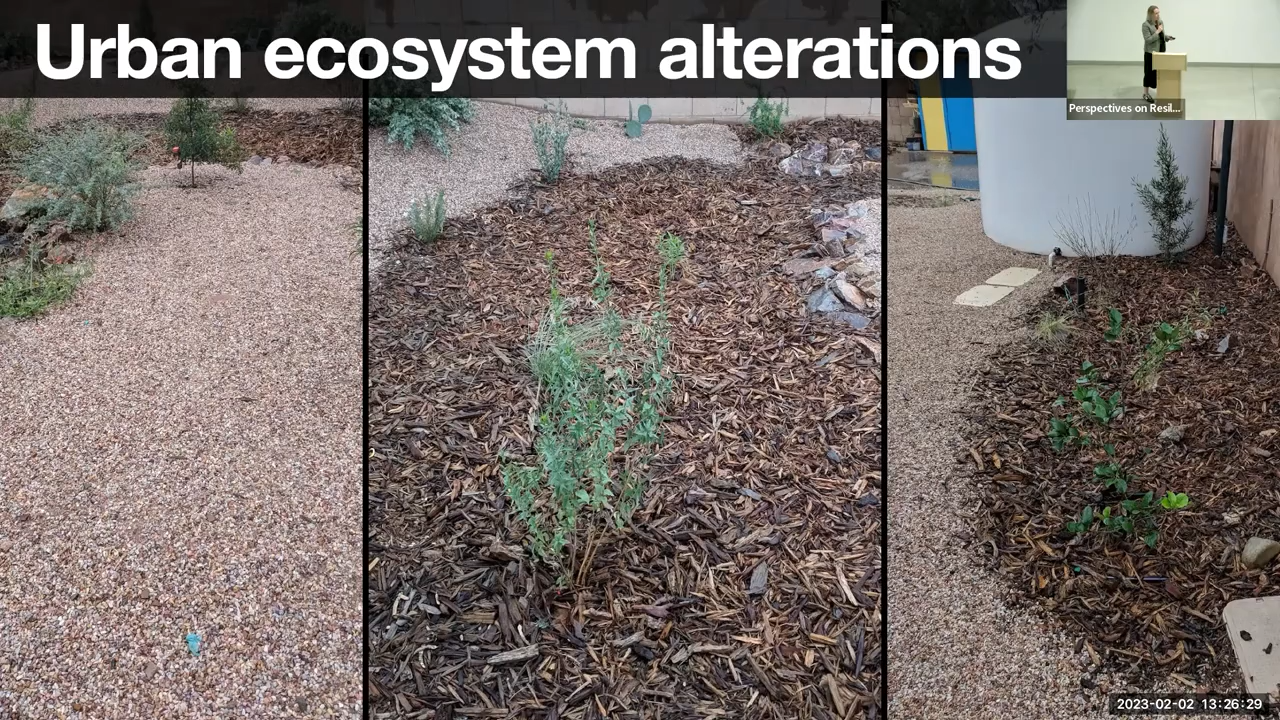 Urban ecosystem alterations
Perspectives on Resil...
2023-02-02 13:26:29